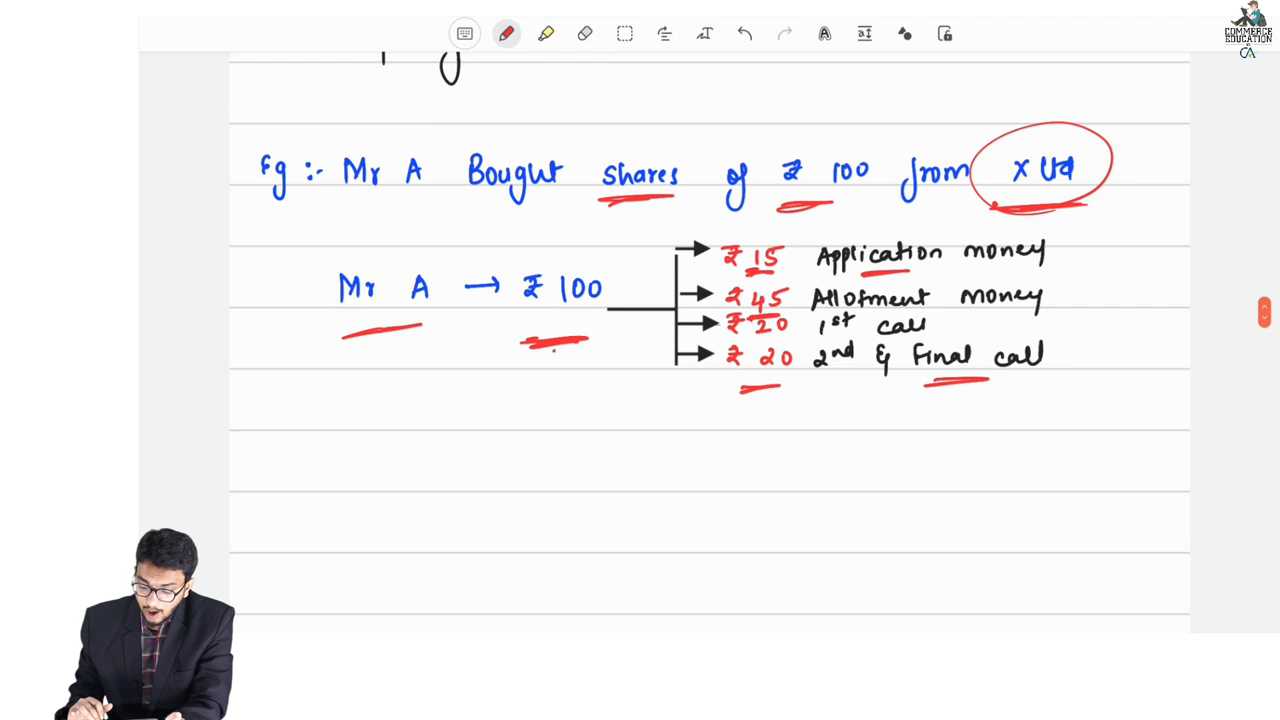 COMMERCE
EDUCATION
BY
CA
Eg :- Mr A Bought shares of ₹ 100 from X Ltd
Mr A → ₹ 100
₹ 15 Application money
₹ 45 Allotment money
₹ 20 1st call
₹ 20 2nd & Final call